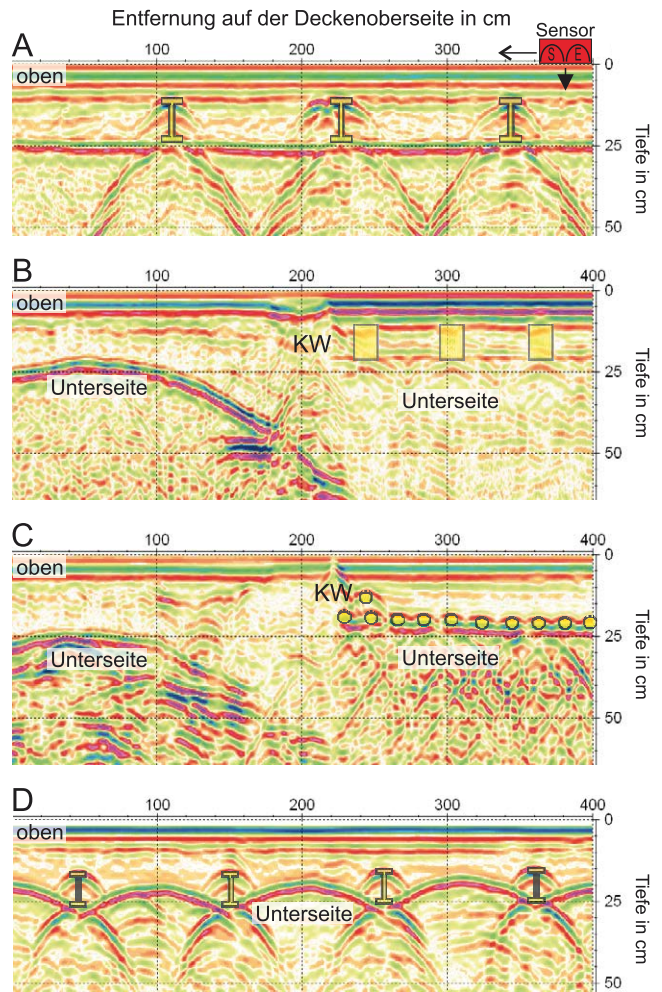 Entfernung auf der Deckenoberseite in cm
A
Sensor
S E
100 200 300
oben
0
25
50
Tiefe in cm
B
100 200 300 400
oben
0
KW
25
Unterseite
Unterseite
50
Tiefe in cm
C
100 200 300 400
oben
0
KW
25
Unterseite
Unterseite
50
Tiefe in cm
D
100 200 300 400
oben
0
25
Unterseite
50
Tiefe in cm